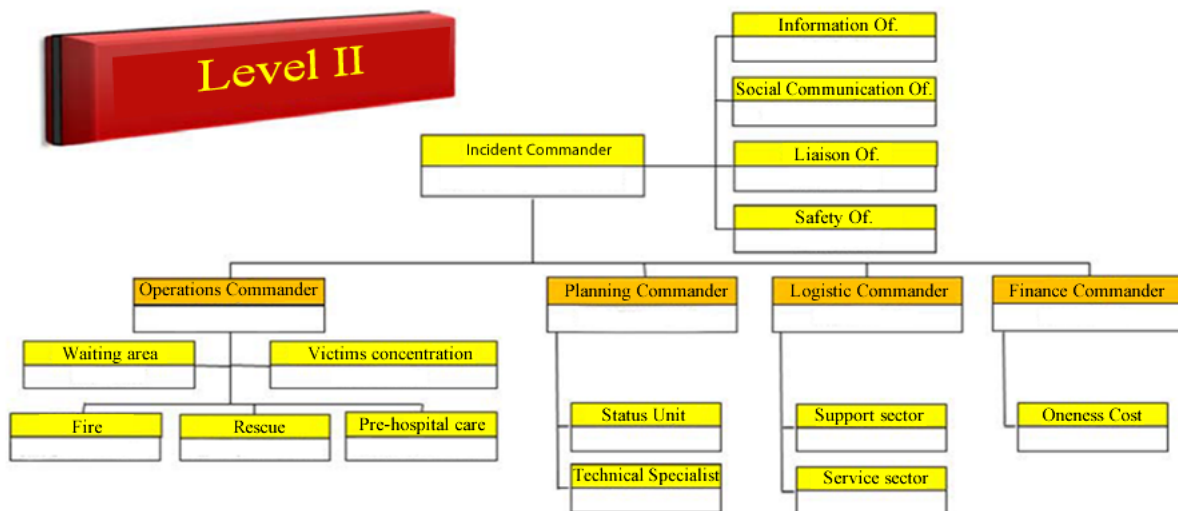 Level II
Information Of.
Social Communication Of.
Incident Commander
Liaison Of.
Safety Of.
Operations Commander
Planning Commander
Logistic Commander
Finance Commander
Waiting area
Victims concentration
Fire
Rescue
Pre-hospital care
Status Unit
Support sector
Oneness Cost
Technical Specialist
Service sector